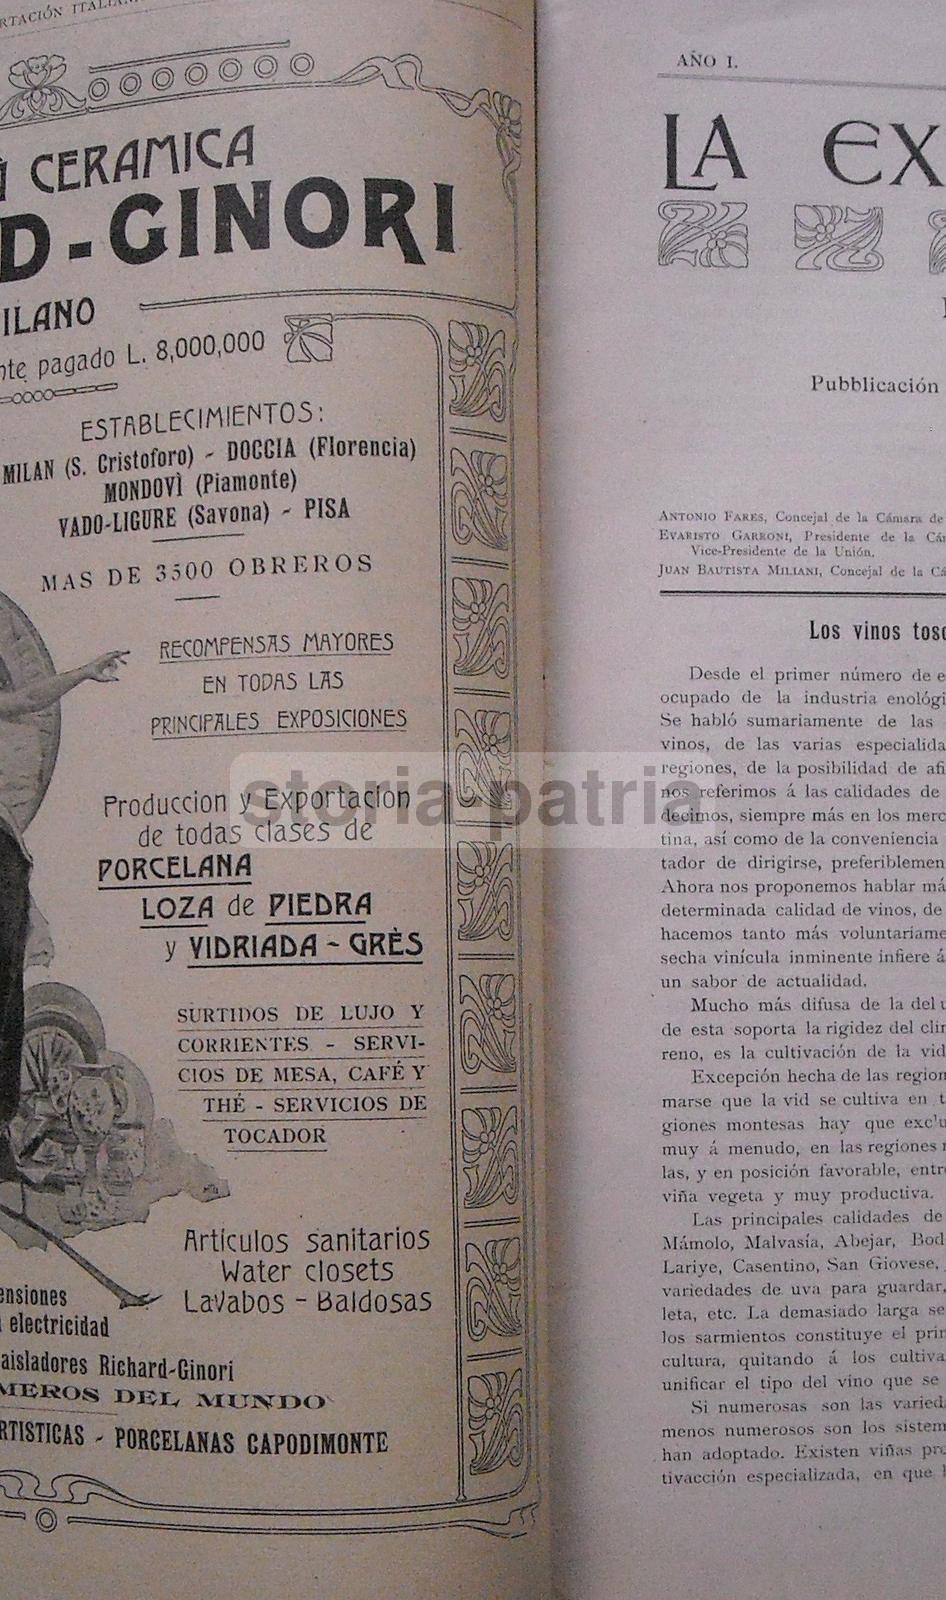 RTACIÓN ITALIAN
CERAMICA
D-GINORI
ILANO
nte pagado L. 8,000,000
ESTABLECIMIENTOS:
MILAN (S. Cristoforo) - DOCCIA (Florencia)
MONDOVÌ (Piamonte)
VADO-LIGURE (Savona) - PISA
MAS DE 3500 OBREROS
RECOMPENSAS MAYORES
EN TODAS LAS
PRINCIPALES EXPOSICIONES
Produccion y Exportacion
de todas clases de
PORCELANA
LOZA de PIEDRA
y VIDRIADA - GRÈS
SURTIDOS DE LUJO Y
CORRIENTES - SERVI-
CIOS DE MESA, CAFÉ Y
THÉ - SERVICIOS DE
TOCADOR
Artículos sanitarios
Water closets
Lavabos - Baldosas
ensiones
electricidad
aisladores Richard-Ginori
MEROS DEL MUNDO
RTISTICAS - PORCELANAS CAPODIMONTE
storia-patria
AÑO I.
LA EX
Pubblicación
ANTONIO FARES, Concejal de la Cámara de
EVARISTO GARRONI, Presidente de la Cá
Vice-Presidente de la Unión.
JUAN BAUTISTA MILIANI, Concejal de la Cá
Los vinos tosc
Desde el primer número de e
ocupado de la industria enológi
Se habló sumariamente de las
vinos, de las varias especialida
regiones, de la posibilidad de afi
nos referimos á las calidades de
decimos, siempre más en los merc
tina, así como de la conveniencia
tador de dirigirse, preferiblemen
Ahora nos proponemos hablar má
determinada calidad de vinos, de
hacemos tanto más voluntariame
secha vinícula inminente infiere á
un sabor de actualidad.
Mucho más difusa de la del u
de esta soporta la rigidez del clin
reno, es la cultivación de la vid
Excepción hecha de las region
marse que la vid se cultiva en t
giones montesas hay que exclu
muy á menudo, en las regiones
las, y en posición favorable, entre
viña vegeta y muy productiva.
Las principales calidades de
Mámolo, Malvasía, Abejar, Bod
Lariye, Casentino, San Giovese,
variedades de uva para guardar,
leta, etc. La demasiado larga se
los sarmientos constituye el prin
cultura, quitando á los cultiva
unificar el tipo del vino que se
Si numerosas son las varied
menos numerosos son los sistem
han adoptado. Existen viñas pro
tivacción especializada, en que